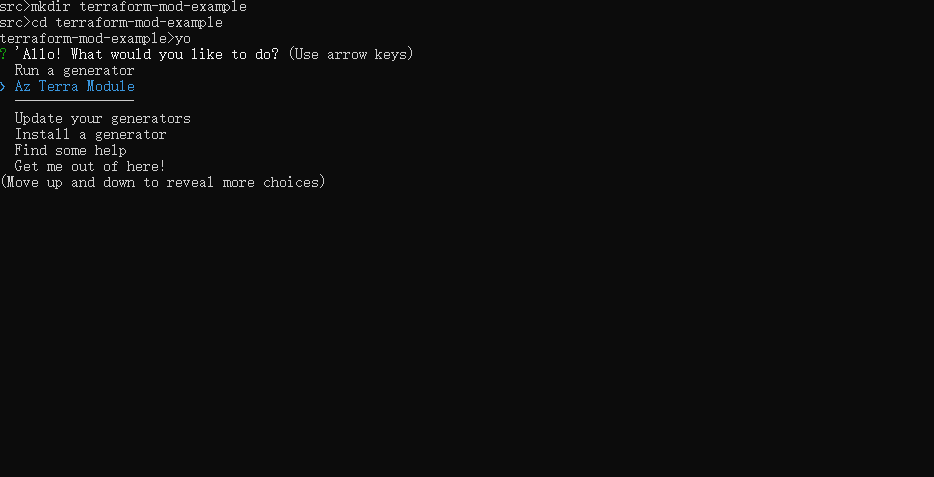 src>mkdir terraform-mod-example
src>cd terraform-mod-example
terraform-mod-example>yo
? 'Allo! What would you like to do? (Use arrow keys)
Run a generator
❯ Az Terra Module
──────────────
Update your generators
Install a generator
Find some help
Get me out of here!
(Move up and down to reveal more choices)